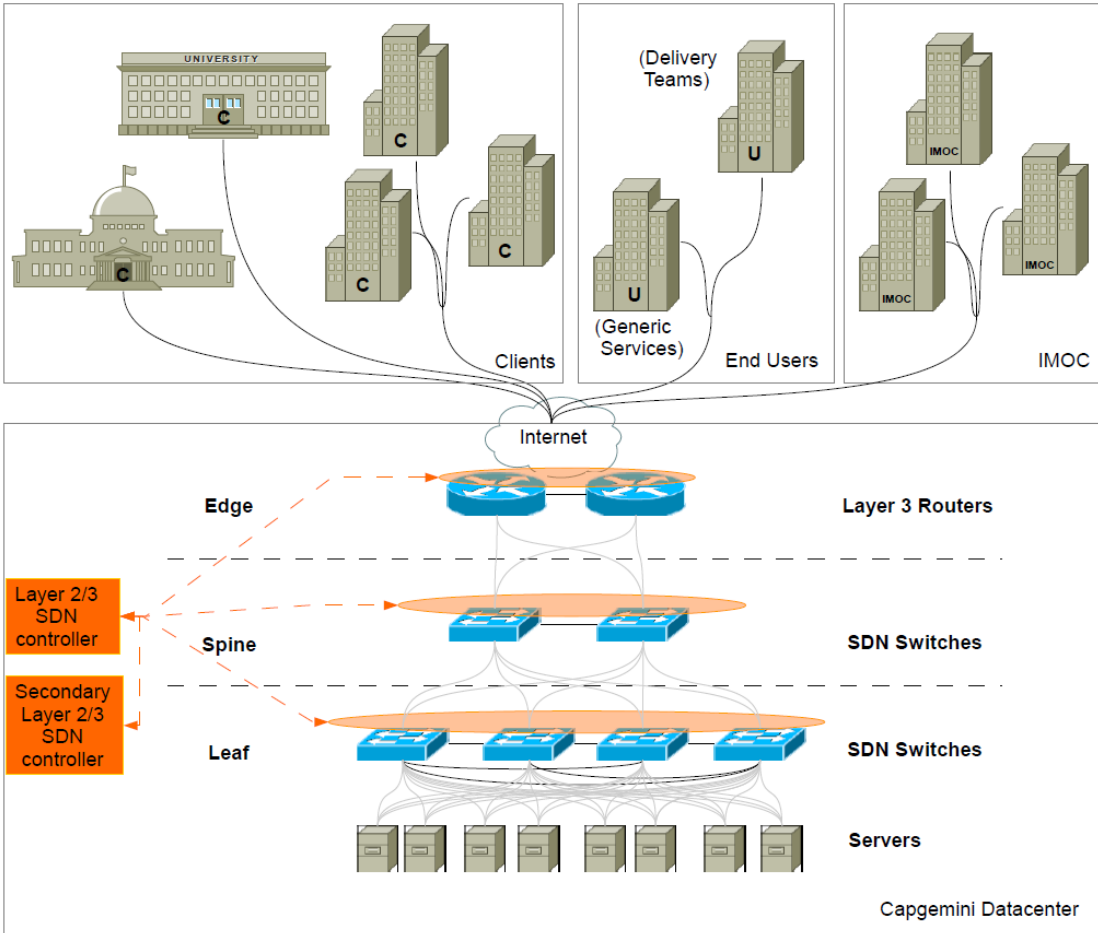 UNIVERSITY
C
C
C
C
C
Clients
(Delivery
Teams)
U
U
(Generic
Services)
End Users
IMOC
IMOC
IMOC
IMOC
Internet
Edge
Layer 3 Routers
Layer 2/3
SDN
controller
Spine
SDN Switches
Secondary
Layer 2/3
SDN
controller
Leaf
SDN Switches
Servers
Capgemini Datacenter